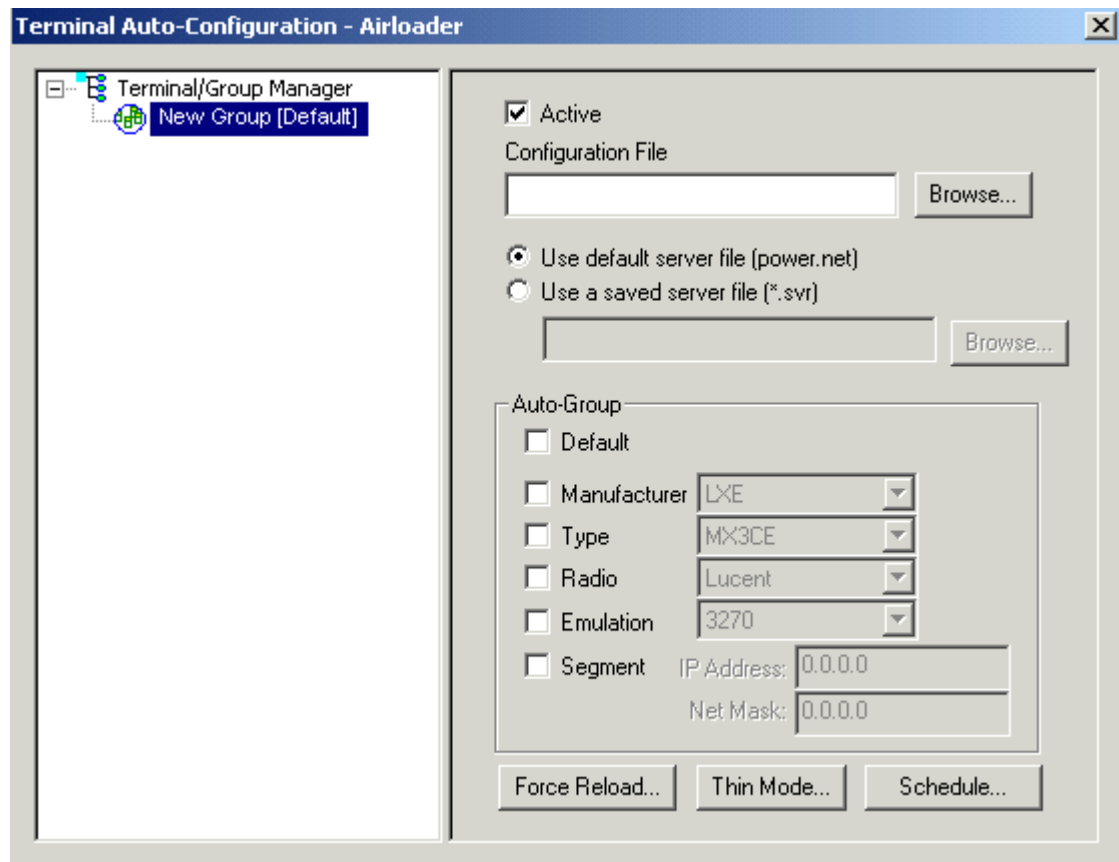 Terminal Auto-Configuration - Airloader
Terminal/Group Manager
New Group [Default]
Active
Configuration File
Browse...
Use default server file (power.net)
Use a saved server file (*.svr)
Browse...
Auto-Group
Default
Manufacturer LXE
Type MX3CE
Radio Lucent
Emulation 3270
Segment IP Address: 0.0.0.0
Net Mask: 0.0.0.0
Force Reload... Thin Mode... Schedule...